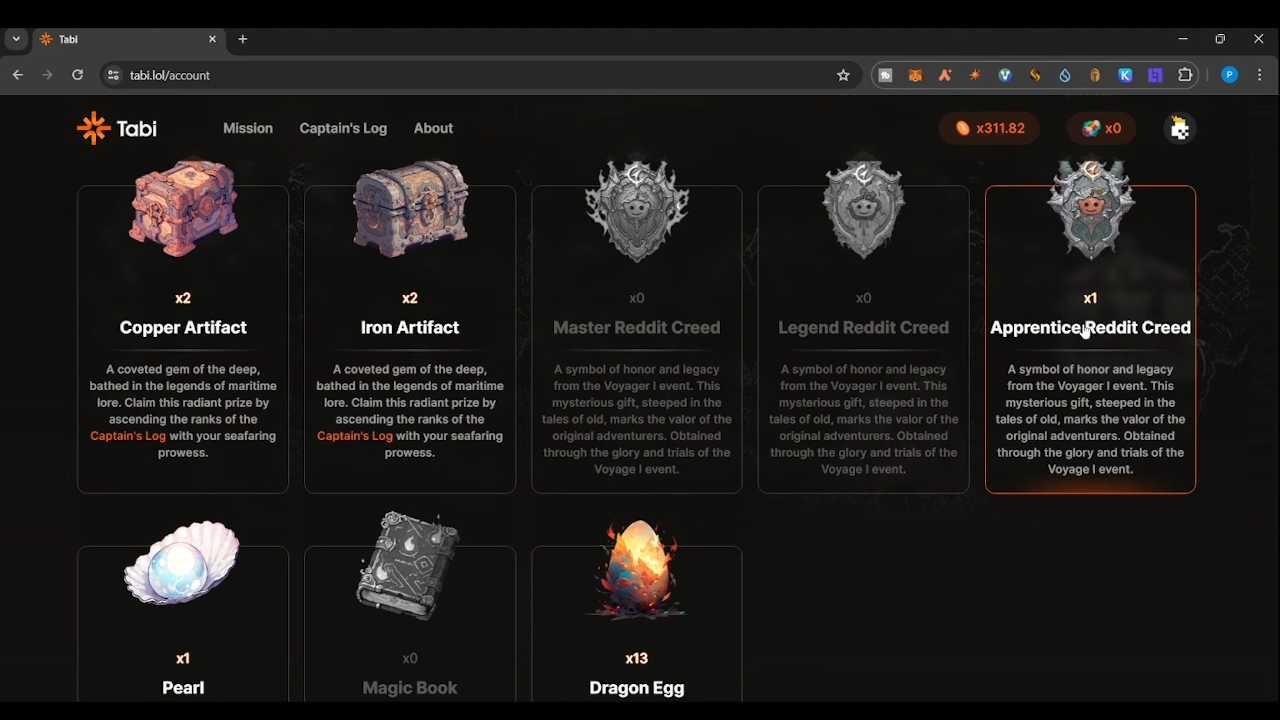 Tabi
tabi.lol/account
P
Tabi
Mission
Captain's Log
About
x311.82
x0
x2
Copper Artifact
A coveted gem of the deep,
bathed in the legends of maritime
lore. Claim this radiant prize by
ascending the ranks of the
Captain's Log with your seafaring
prowess.
x2
Iron Artifact
A coveted gem of the deep,
bathed in the legends of maritime
lore. Claim this radiant prize by
ascending the ranks of the
Captain's Log with your seafaring
prowess.
x0
Master Reddit Creed
A symbol of honor and legacy
from the Voyager I event. This
mysterious gift, steeped in the
tales of old, marks the valor of the
original adventurers. Obtained
through the glory and trials of the
Voyage I event.
x0
Legend Reddit Creed
A symbol of honor and legacy
from the Voyager I event. This
mysterious gift, steeped in the
tales of old, marks the valor of the
original adventurers. Obtained
through the glory and trials of the
Voyage I event.
x1
Apprentice Reddit Creed
A symbol of honor and legacy
from the Voyager I event. This
mysterious gift, steeped in the
tales of old, marks the valor of the
original adventurers. Obtained
through the glory and trials of the
Voyage I event.
x1
Pearl
x0
Magic Book
x13
Dragon Egg